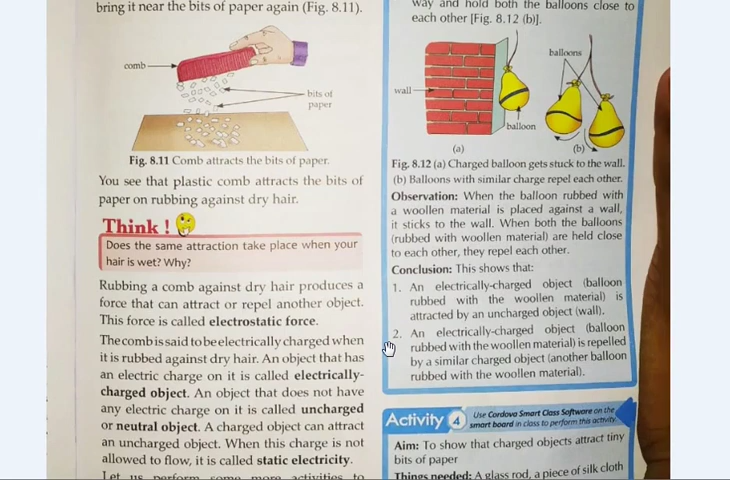 bring it near the bits of paper again (Fig. 8.11).
comb
bits of
paper
Fig. 8.11 Comb attracts the bits of paper.
You see that plastic comb attracts the bits of
paper on rubbing against dry hair.
Think !
Does the same attraction take place when your
hair is wet? Why?
Rubbing a comb against dry hair produces a
force that can attract or repel another object.
This force is called electrostatic force.
The comb is said to be electrically charged when
it is rubbed against dry hair. An object that has
an electric charge on it is called electrically-
charged object. An object that does not have
any electric charge on it is called uncharged
or neutral object. A charged object can attract
an uncharged object. When this charge is not
allowed to flow, it is called static electricity.
Let us perform some more activities to
way and hold both the balloons close to
each other [Fig. 8.12 (b)].
balloons
wall
balloon
(a)
(b)
Fig. 8.12 (a) Charged balloon gets stuck to the wall.
(b) Balloons with similar charge repel each other.
Observation: When the balloon rubbed with
a woollen material is placed against a wall,
it sticks to the wall. When both the balloons
(rubbed with woollen material) are held close
to each other, they repel each other.
Conclusion: This shows that:
1. An electrically-charged object (balloon
rubbed with the woollen material) is
attracted by an uncharged object (wall).
2. An electrically-charged object (balloon
rubbed with the woollen material) is repelled
by a similar charged object (another balloon
rubbed with the woollen material).
Activity 4
Use Cordova Smart Class Software on the
smart board in class to perform this activity.
Aim: To show that charged objects attract tiny
bits of paper
Things needed: A glass rod, a piece of silk cloth